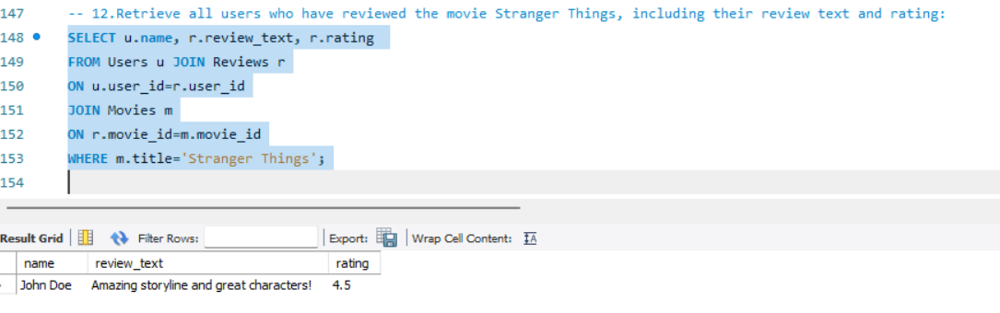 147 -- 12.Retrieve all users who have reviewed the movie Stranger Things, including their review text and rating:
148 SELECT u.name, r.review_text, r.rating
149 FROM Users u JOIN Reviews r
150 ON u.user_id=r.user_id
151 JOIN Movies m
152 ON r.movie_id=m.movie_id
153 WHERE m.title='Stranger Things';
154
Result Grid Filter Rows: Export: Wrap Cell Content: IA
name review_text rating
John Doe Amazing storyline and great characters! 4.5